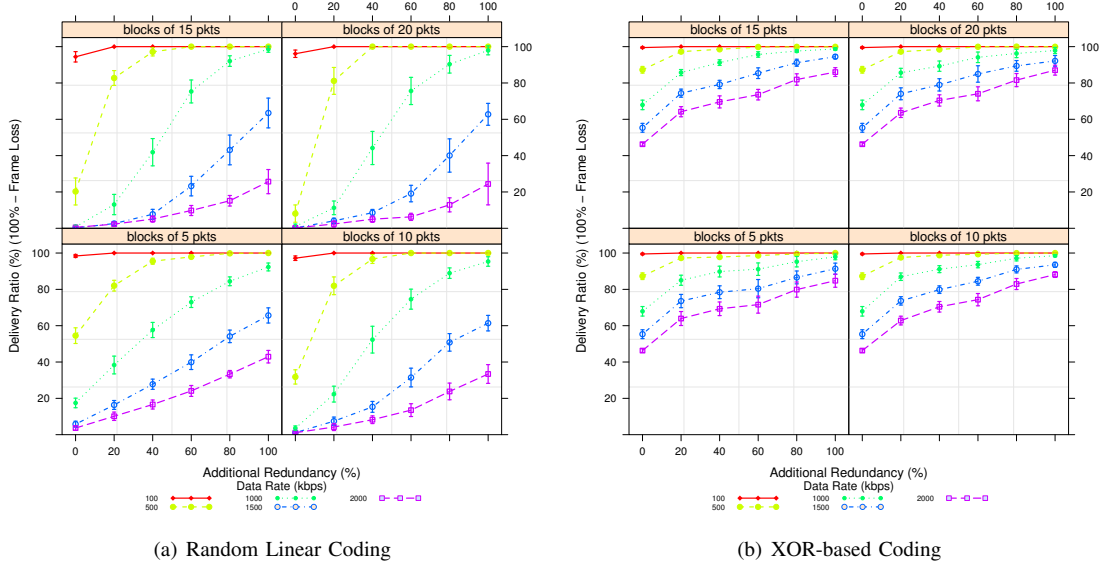 0 20 40 60 80 100
blocks of 15 pkts blocks of 20 pkts
100
80
60
40
20
blocks of 5 pkts blocks of 10 pkts
100
80
60
40
20
0 20 40 60 80 100
Delivery Ratio (%) (100% − Frame Loss)
Additional Redundancy (%)
Data Rate (kbps)
100 1000 2000
500 1500
(a) Random Linear Coding
0 20 40 60 80 100
blocks of 15 pkts blocks of 20 pkts
100
80
60
40
20
blocks of 5 pkts blocks of 10 pkts
100
80
60
40
20
0 20 40 60 80 100
Delivery Ratio (%) (100% − Frame Loss)
Additional Redundancy (%)
Data Rate (kbps)
100 1000 2000
500 1500
(b) XOR-based Coding